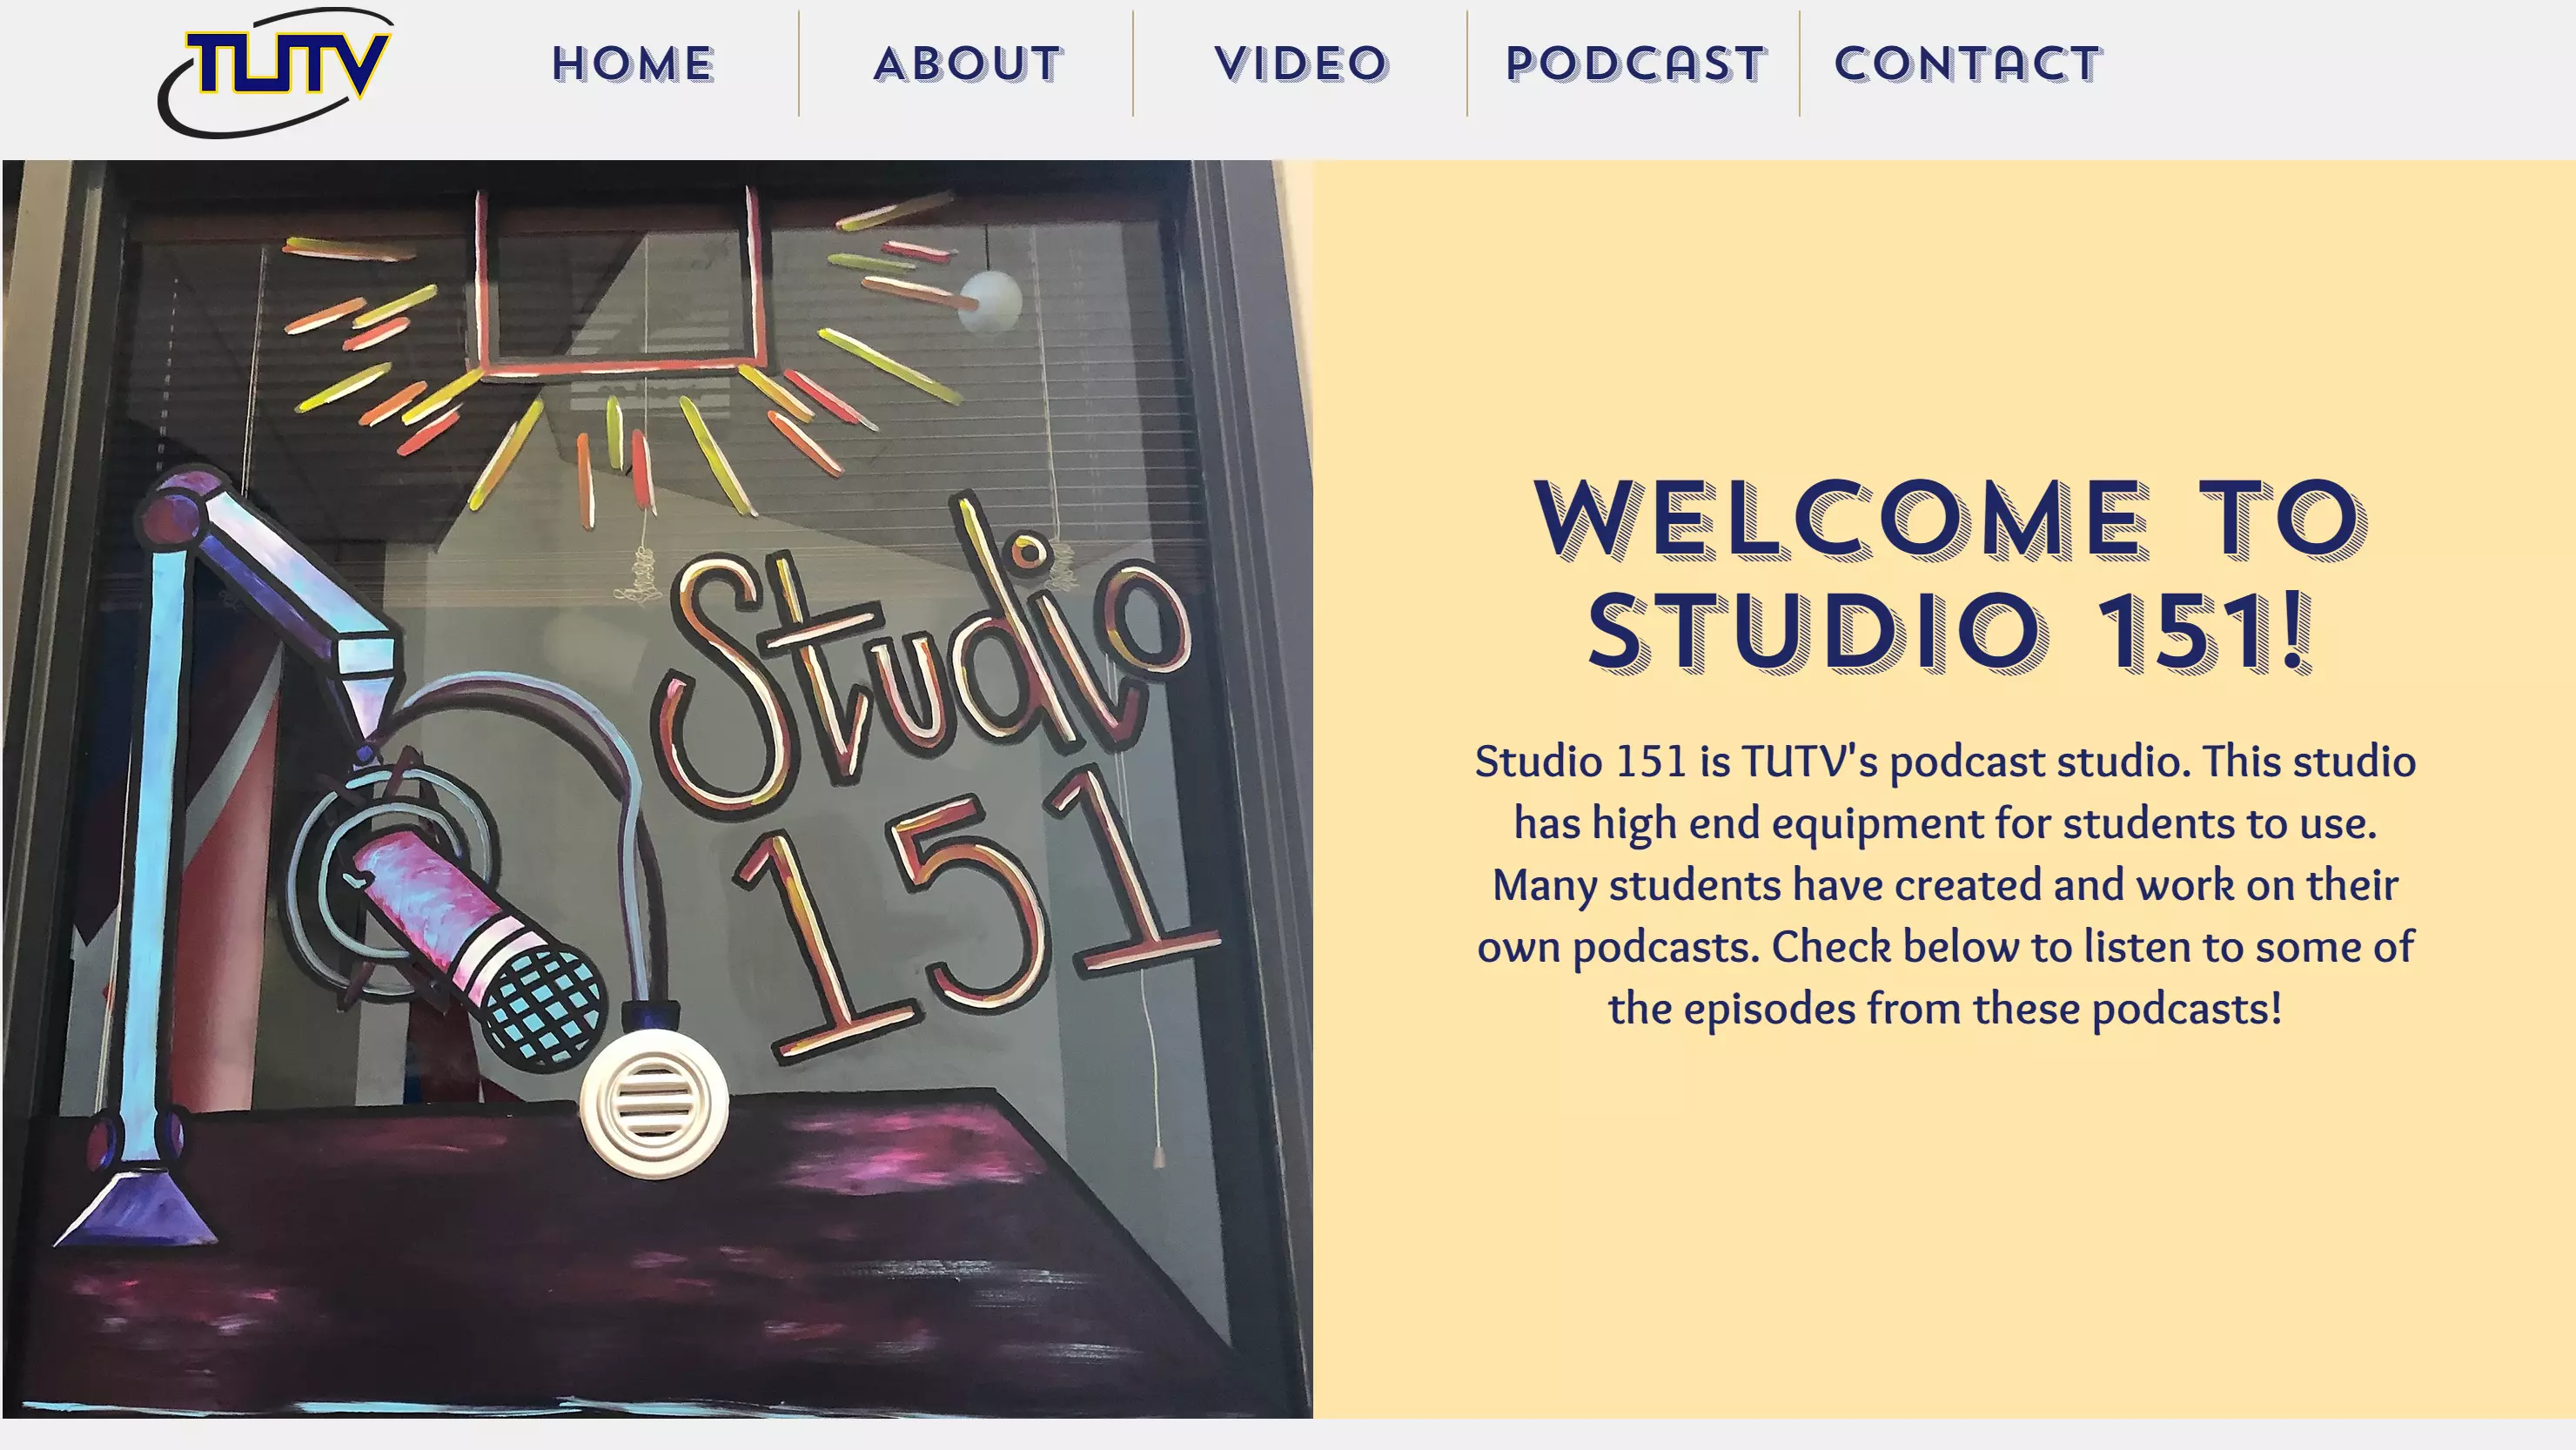 TUTV
HOME
ABOUT
VIDEO
PODCAST
CONTACT
Studio
151
WELCOME TO
STUDIO 151!
Studio 151 is TUTV's podcast studio. This studio
has high end equipment for students to use.
Many students have created and work on their
own podcasts. Check below to listen to some of
the episodes from these podcasts!